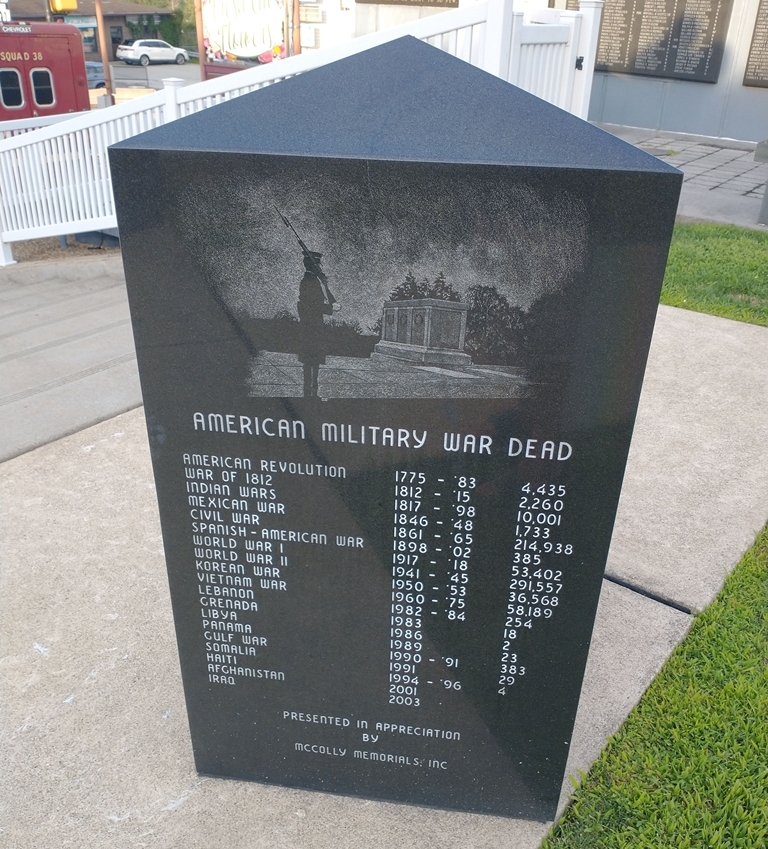 CHEVROLET
SQUAD 38
AMERICAN MILITARY WAR DEAD
AMERICAN REVOLUTION 1775 - '83 4,435
WAR OF 1812 1812 - '15 2,260
INDIAN WARS 1817 - '98 10,001
MEXICAN WAR 1846 - '48 1,733
CIVIL WAR 1861 - '65 214,938
SPANISH-AMERICAN WAR 1898 - '02 385
WORLD WAR I 1917 - '18 53,402
WORLD WAR II 1941 - '45 291,557
KOREAN WAR 1950 - '53 36,568
VIETNAM WAR 1960 - '75 58,189
LEBANON 1982 - '84 254
GRENADA 1983 18
LIBYA 1986 2
PANAMA 1989 23
GULF WAR 1990 - '91 383
SOMALIA 1991 29
HAITI 1994 - '96 4
AFGHANISTAN 2001
IRAQ 2003
PRESENTED IN APPRECIATION
BY
MCCOLLY MEMORIALS, INC